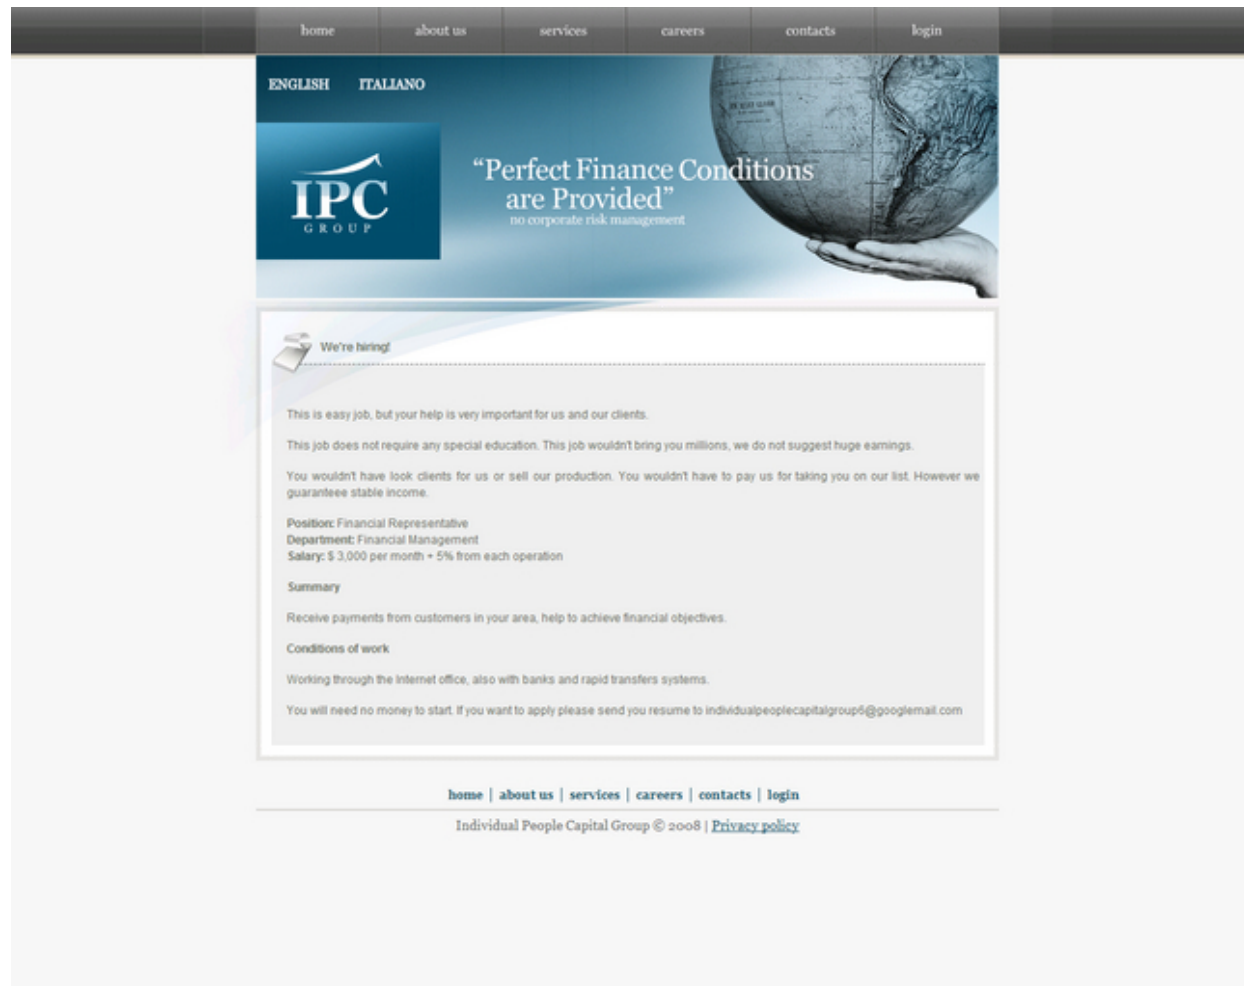 home about us services careers contacts login
ENGLISH ITALIANO
IPC
GROUP
“Perfect Finance Conditions
are Provided”
no corporate risk management
We're hiring!
This is easy job, but your help is very important for us and our clients.
This job does not require any special education. This job wouldn't bring you millions, we do not suggest huge earnings.
You wouldn't have look clients for us or sell our production. You wouldn't have to pay us for taking you on our list. However we
guaranteee stable income.
Position: Financial Representative
Department: Financial Management
Salary: $ 3,000 per month + 5% from each operation
Summary
Receive payments from customers in your area, help to achieve financial objectives.
Conditions of work
Working through the Internet office, also with banks and rapid transfers systems.
You will need no money to start. If you want to apply please send you resume to individualpeoplecapitalgroup6@googlemail.com
home | about us | services | careers | contacts | login
Individual People Capital Group © 2008 | Privacy policy